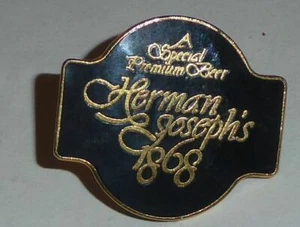 A
Special
Premium Beer
Herman
Joseph's
1868